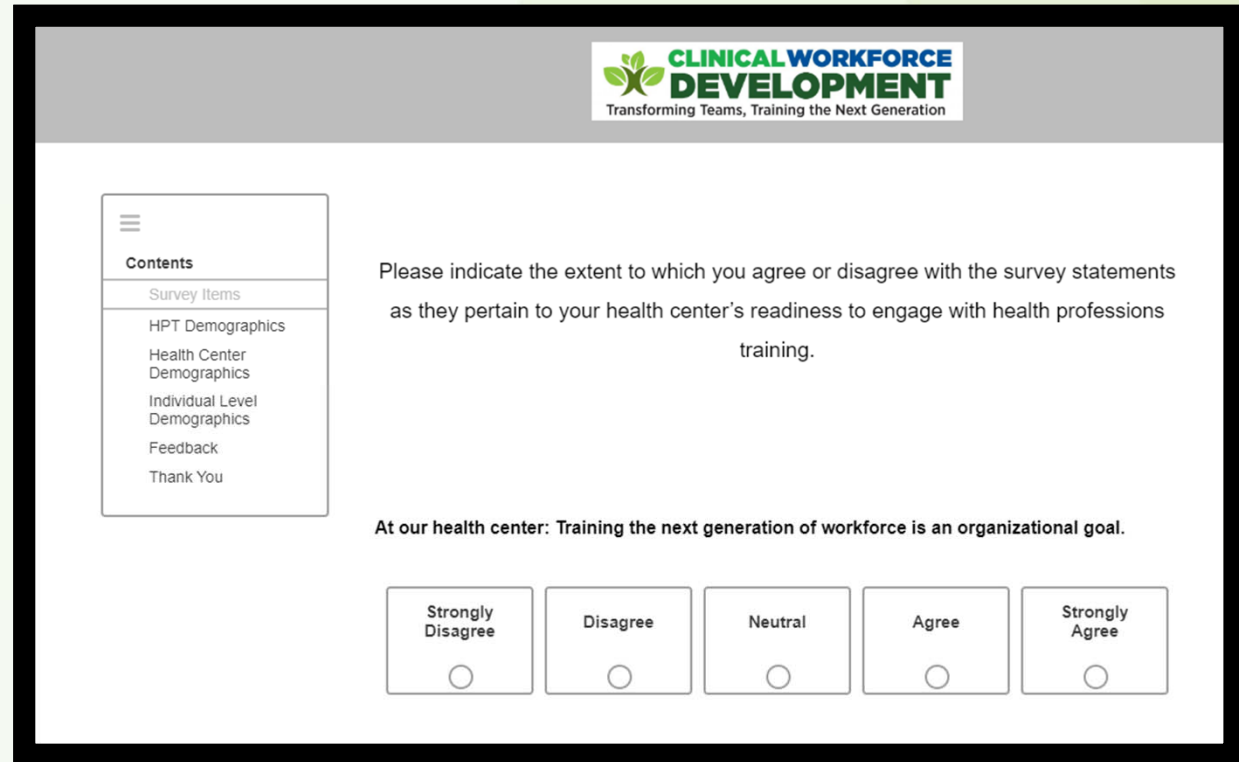 CLINICAL WORKFORCE
DEVELOPMENT
Transforming Teams, Training the Next Generation
Contents
Survey Items
HPT Demographics
Health Center
Demographics
Individual Level
Demographics
Feedback
Thank You
Please indicate the extent to which you agree or disagree with the survey statements
as they pertain to your health center’s readiness to engage with health professions
training.
At our health center: Training the next generation of workforce is an organizational goal.
Strongly
Disagree
Disagree
Neutral
Agree
Strongly
Agree